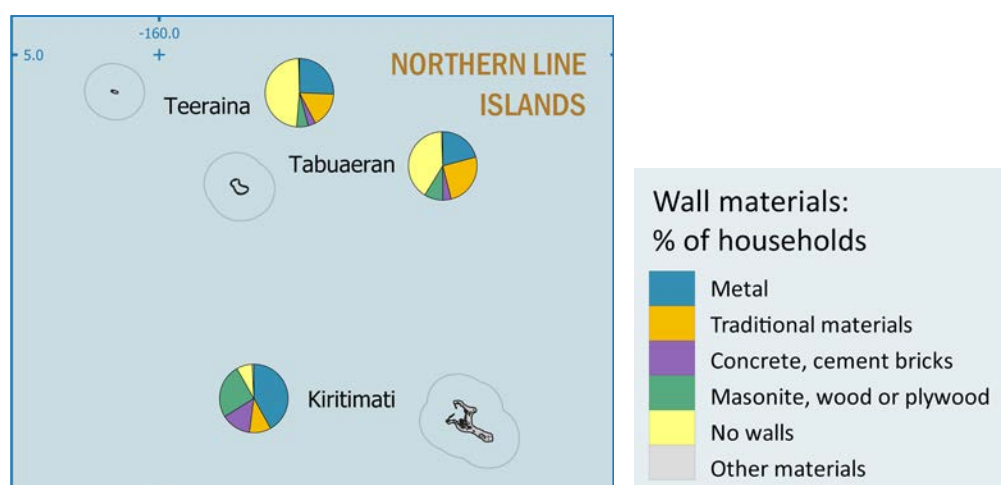 -160.0
5.0
NORTHERN LINE
ISLANDS
Teeraina
Tabuaeran
Kiritimati
Wall materials:
% of households
Metal
Traditional materials
Concrete, cement bricks
Masonite, wood or plywood
No walls
Other materials